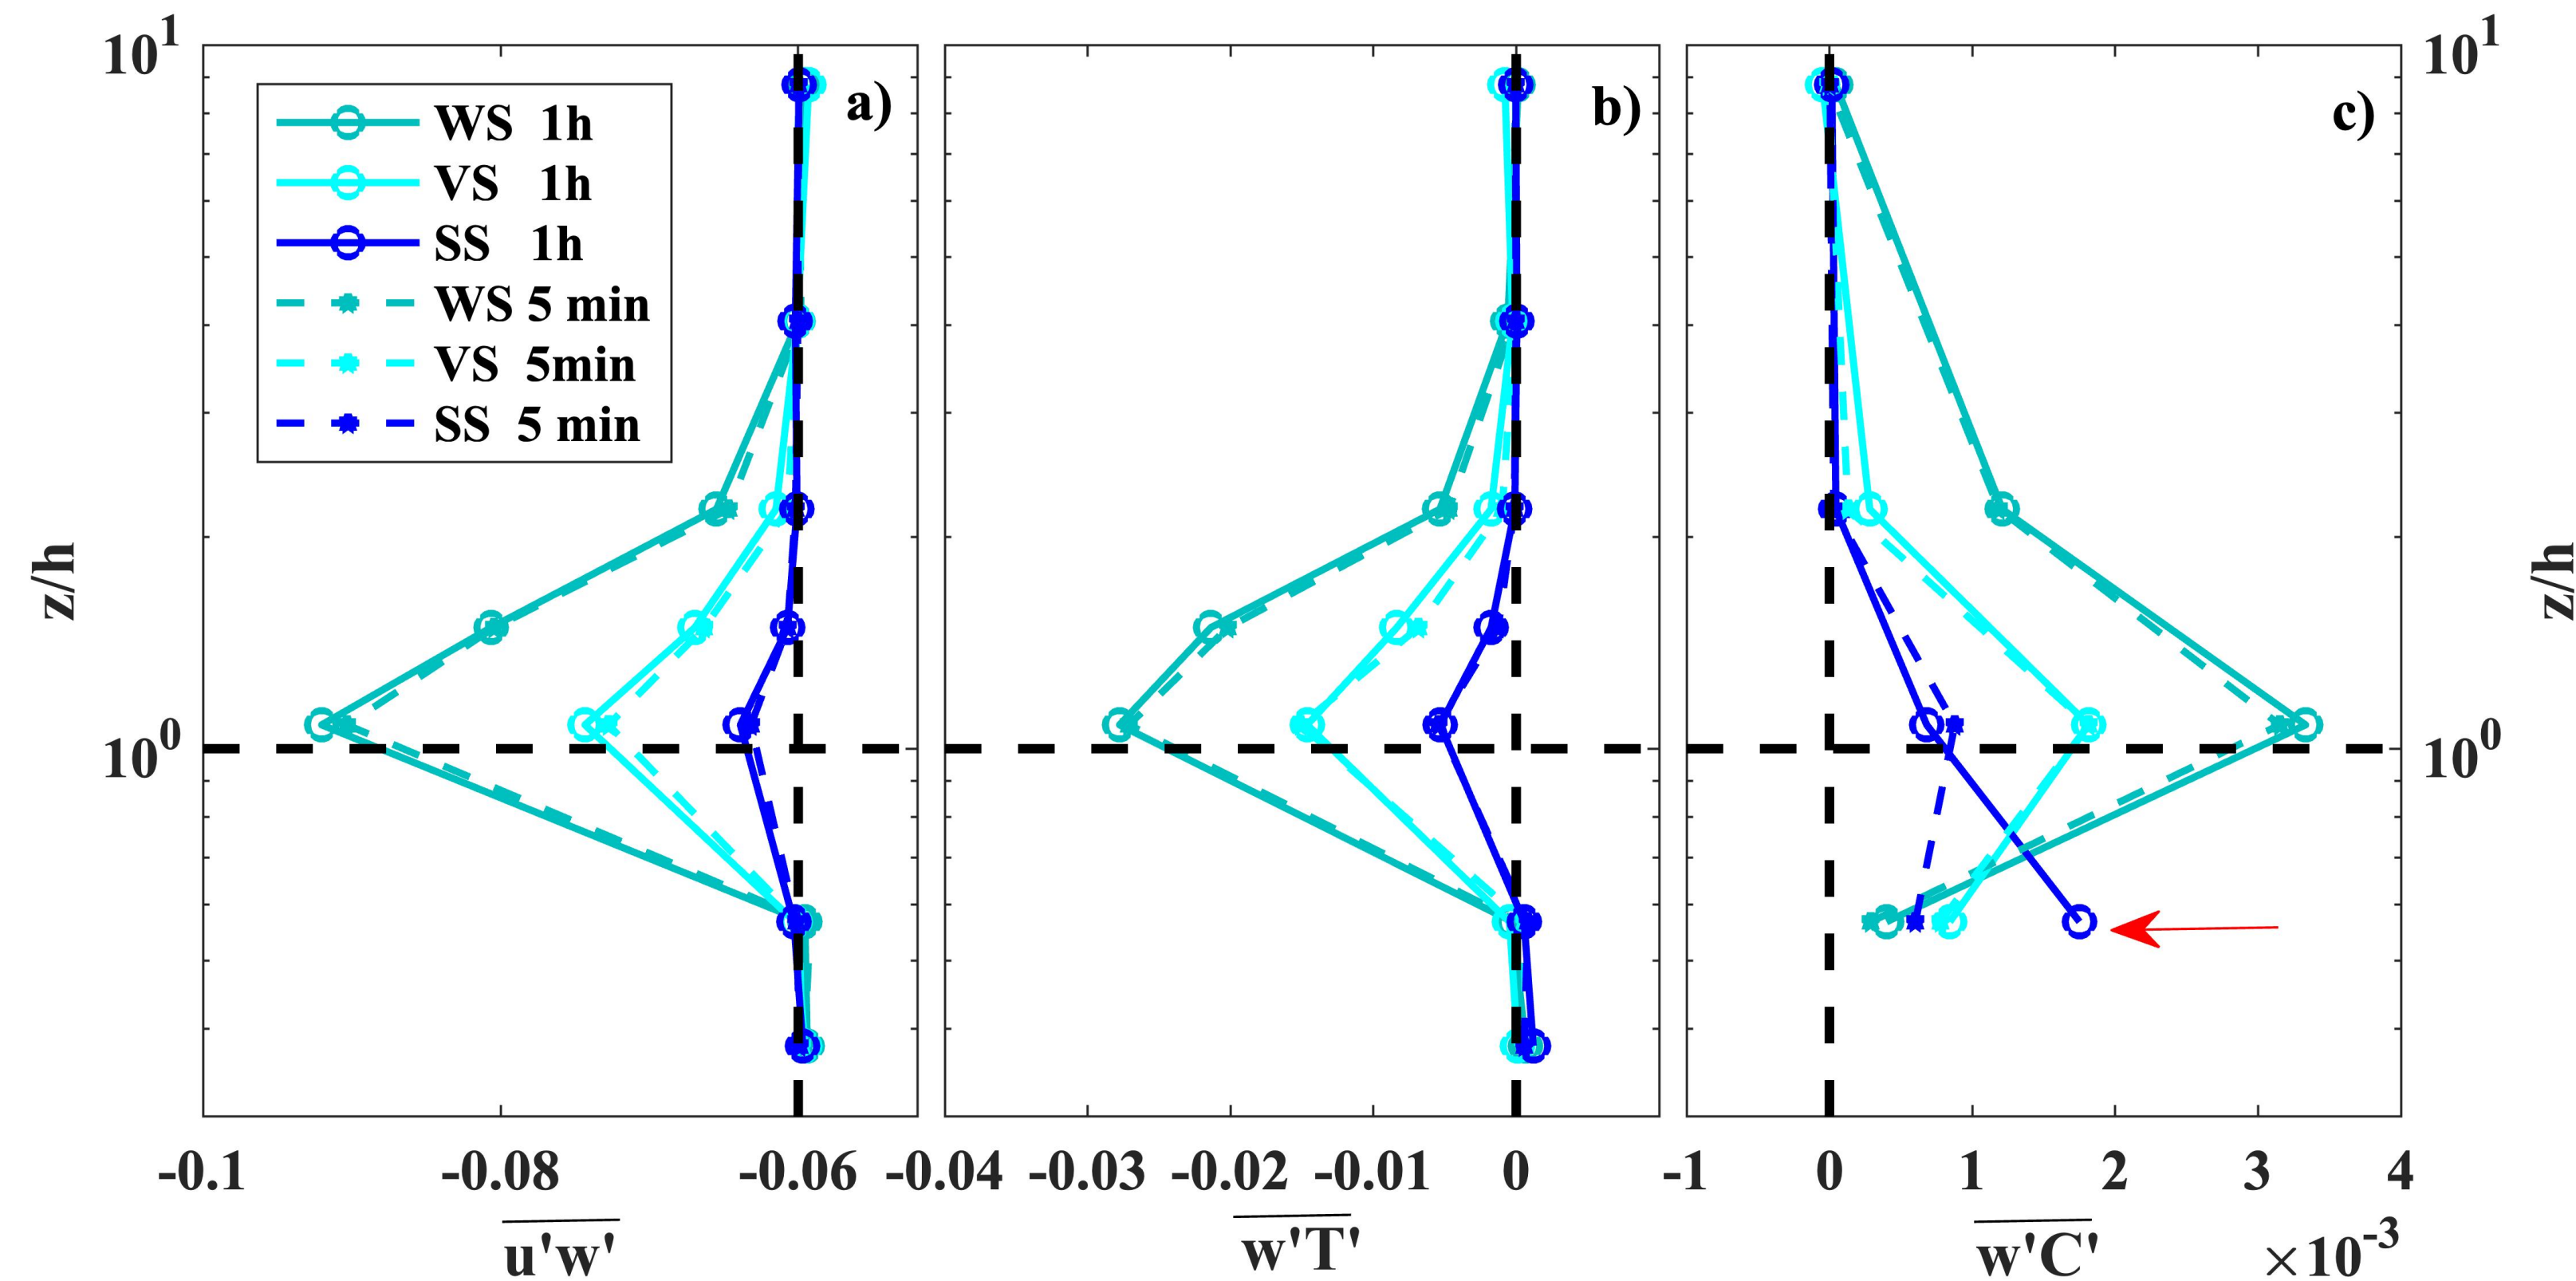 10^1
10^1
a)
b)
c)
WS 1h
VS 1h
SS 1h
WS 5 min
VS 5min
SS 5 min
z/h
z/h
10^0
10^0
-0.1 -0.08 -0.06 -0.04 -0.03 -0.02 -0.01 0 -1 0 1 2 3 4
u'w' w'T' w'C' ×10^-3